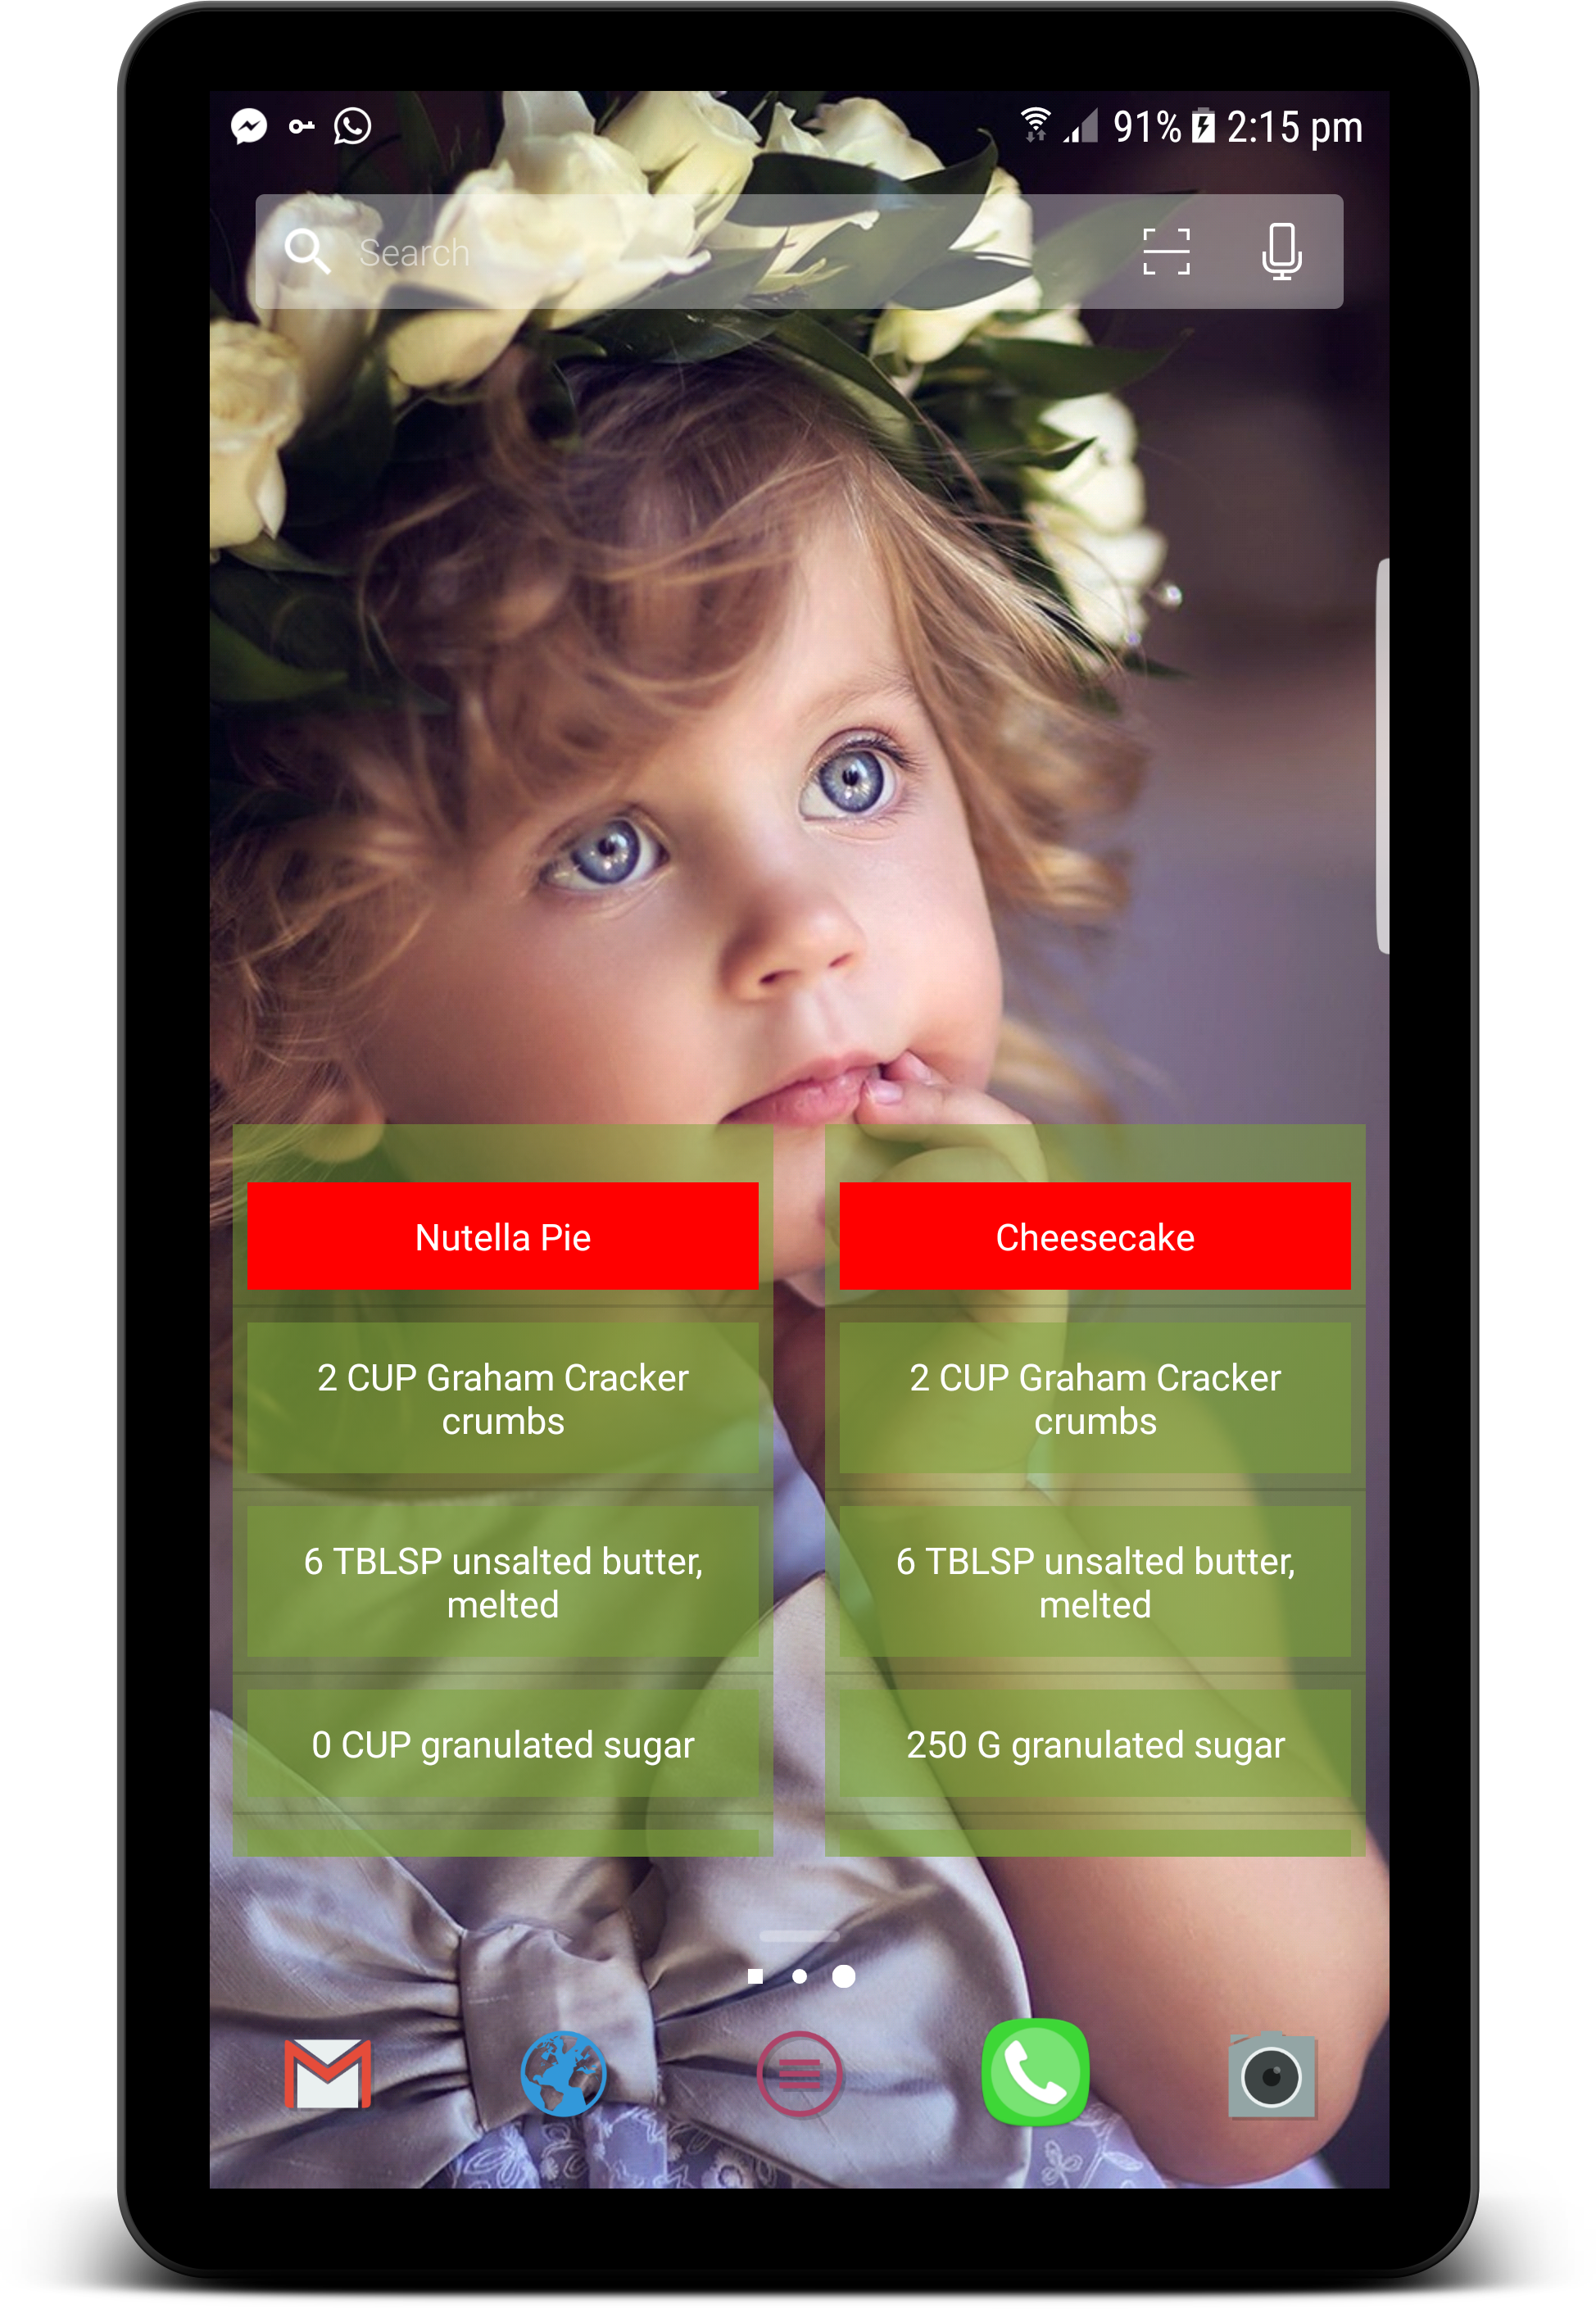 91% 2:15 pm
Search
Nutella Pie
2 CUP Graham Cracker
crumbs
6 TBLSP unsalted butter,
melted
0 CUP granulated sugar
Cheesecake
2 CUP Graham Cracker
crumbs
6 TBLSP unsalted butter,
melted
250 G granulated sugar